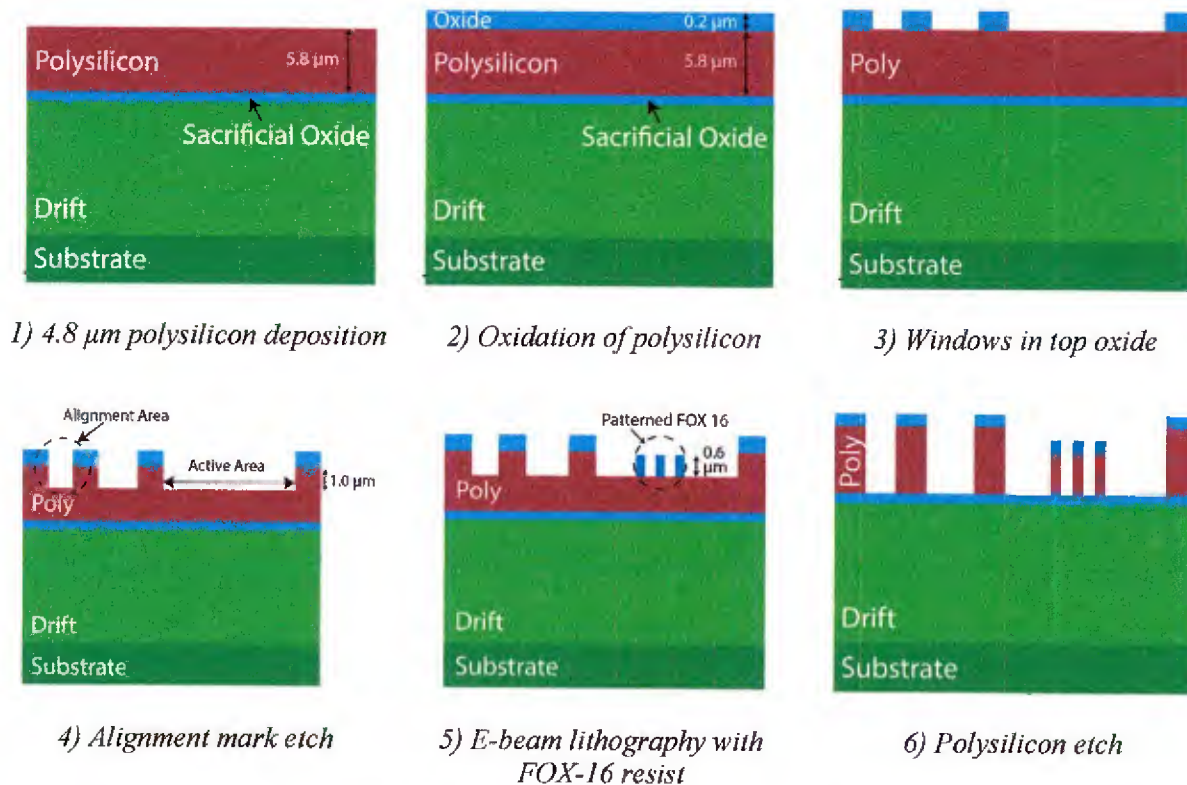 Polysilicon
5.8 µm
Sacrificial Oxide
Drift
Substrate
1) 4.8 µm polysilicon deposition
Oxide
0.2 µm
Polysilicon
5.8 µm
Sacrificial Oxide
Drift
Substrate
2) Oxidation of polysilicon
Poly
Drift
Substrate
3) Windows in top oxide
Alignment Area
Active Area
1.0 µm
Poly
Drift
Substrate
4) Alignment mark etch
Patterned FOX 16
0.6
µm
Poly
Drift
Substrate
5) E-beam lithography with
FOX-16 resist
Poly
Drift
Substrate
6) Polysilicon etch